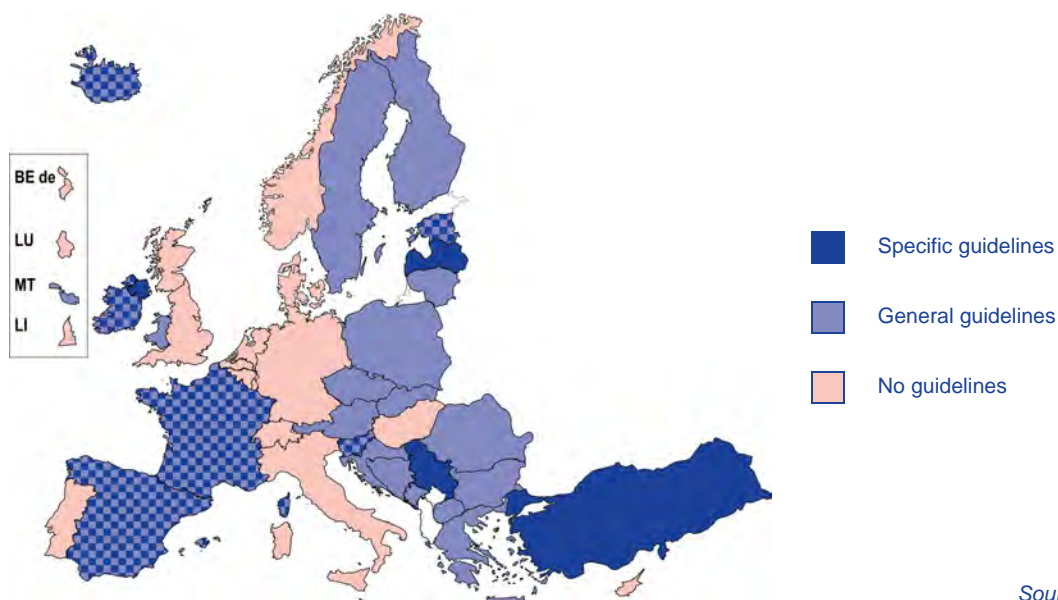 BE de
LU
MT
LI
Specific guidelines
General guidelines
No guidelines